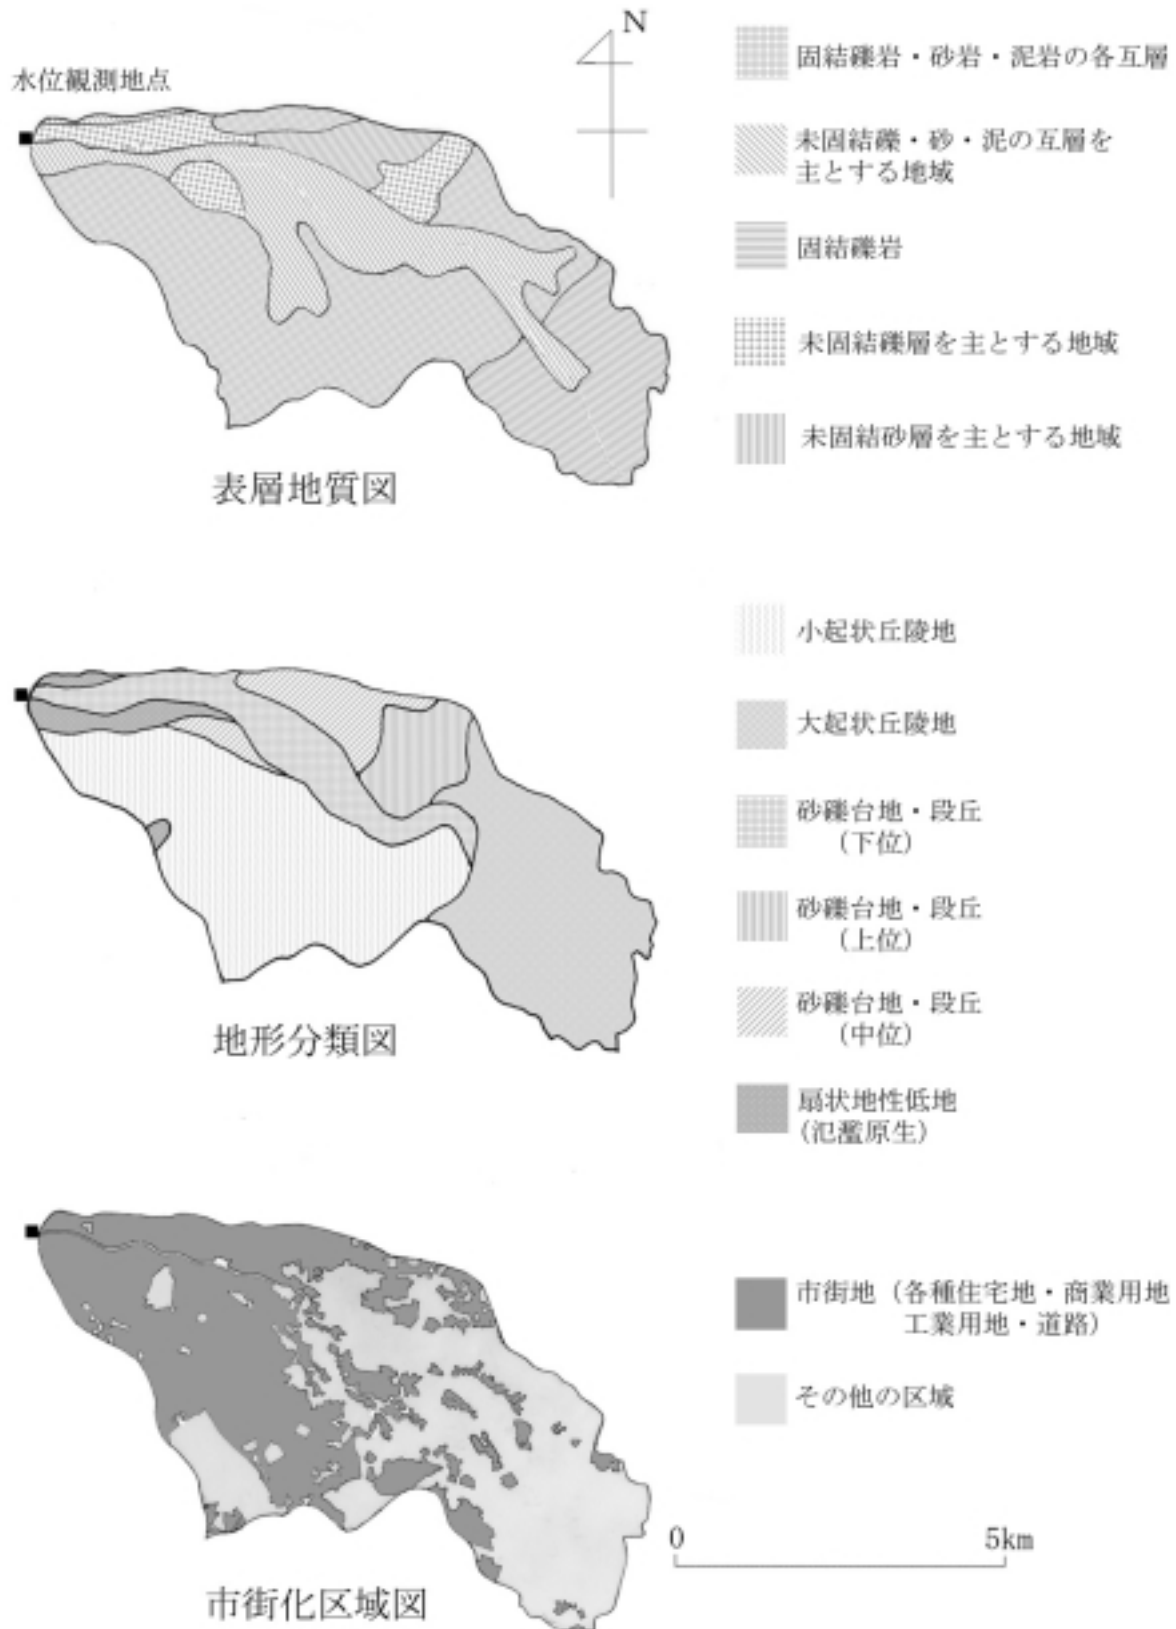 N
水位観測地点
固結礫岩・砂岩・泥岩の各互層
未固結礫・砂・泥の互層を
主とする地域
固結礫岩
未固結礫層を主とする地域
未固結砂層を主とする地域
表層地質図
小起状丘陵地
大起状丘陵地
砂礫台地・段丘
(下位)
砂礫台地・段丘
(上位)
砂礫台地・段丘
(中位)
扇状地性低地
(氾濫原生)
地形分類図
市街地（各種住宅地・商業用地
工業用地・道路）
その他の区域
0 5km
市街化区域図